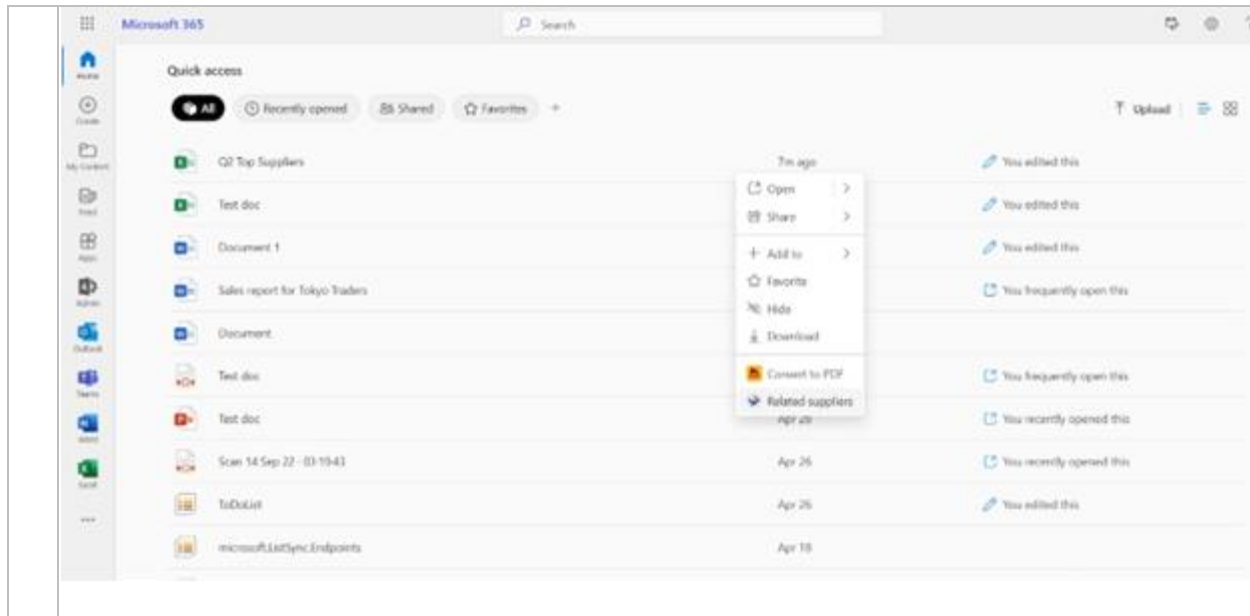 Microsoft 365
Search
Home
Create
My Content
Feed
Apps
Admin
Outlook
Teams
Word
Excel
Quick access
All
Recently opened
Shared
Favorites
Upload
Q2 Top Suppliers 7m ago You edited this
Test doc You edited this
Document 1 You edited this
Sales report for Tokyo Traders You frequently open this
Document
Test doc You frequently open this
Test doc Apr 26 You recently opened this
Scan 14 Sep 22 - 03-19-43 Apr 26 You recently opened this
ToDoList Apr 26 You edited this
microsoft.ListSync.Endpoints Apr 18
Open
Share
Add to
Favorite
Hide
Download
Convert to PDF
Related suppliers